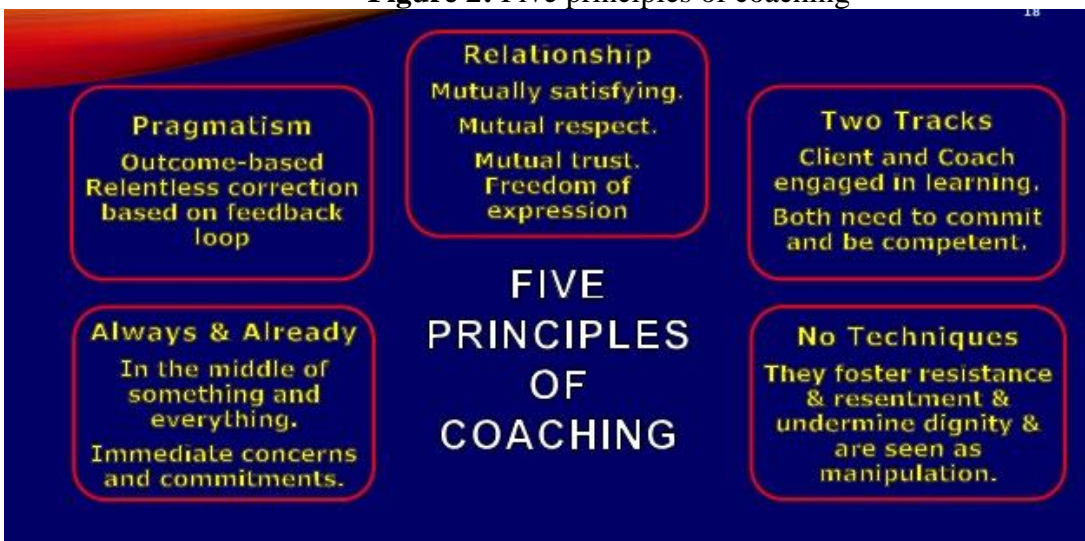 Figure 2: Five principles of coaching
18
Relationship
Mutually satisfying.
Mutual respect.
Mutual trust.
Freedom of
expression
Pragmatism
Outcome-based
Relentless correction
based on feedback
loop
Two Tracks
Client and Coach
engaged in learning.
Both need to commit
and be competent.
FIVE
PRINCIPLES
OF
COACHING
Always & Already
In the middle of
something and
everything.
Immediate concerns
and commitments.
No Techniques
They foster resistance
& resentment &
undermine dignity &
are seen as
manipulation.